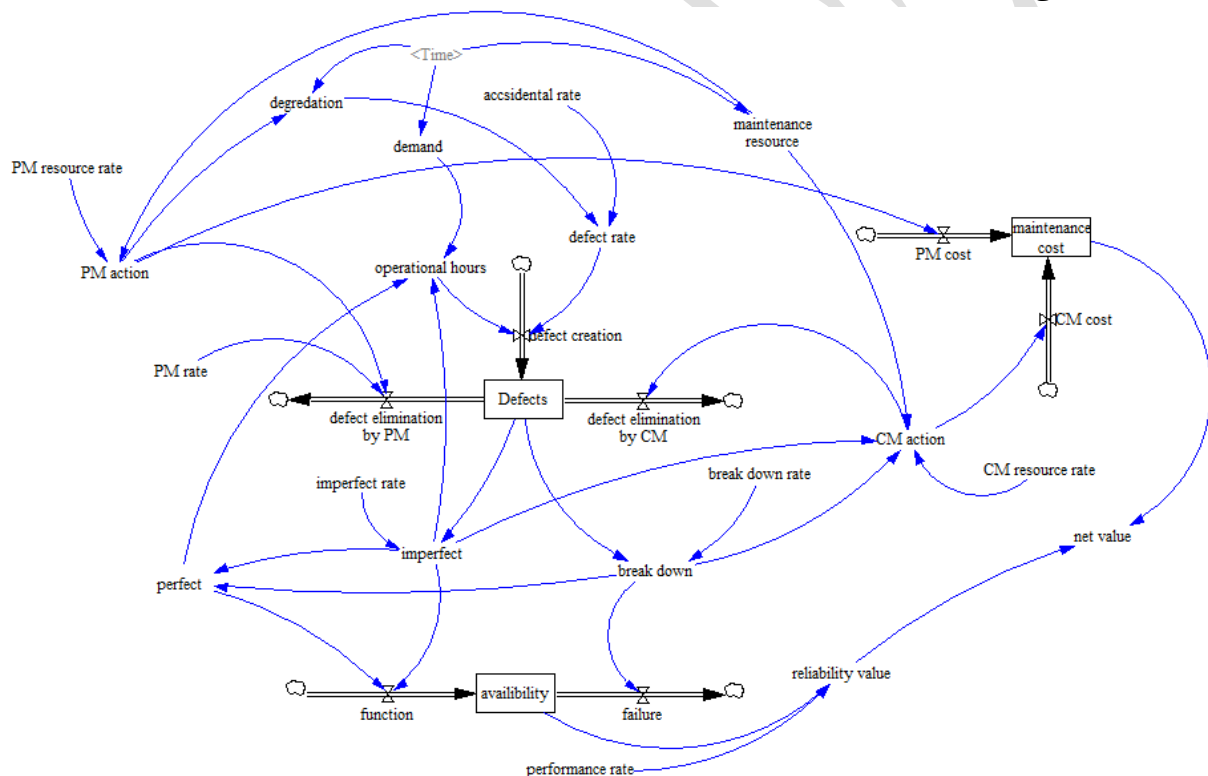 <Time>
degredation
accsidental rate
maintenance
resource
demand
PM resource rate
defect rate
maintenance
cost
PM cost
PM action
operational hours
CM cost
defect creation
PM rate
Defects
defect elimination
by PM
defect elimination
by CM
CM action
break down rate
CM resource rate
imperfect rate
net value
imperfect
break down
perfect
reliability value
availibility
function
failure
performance rate